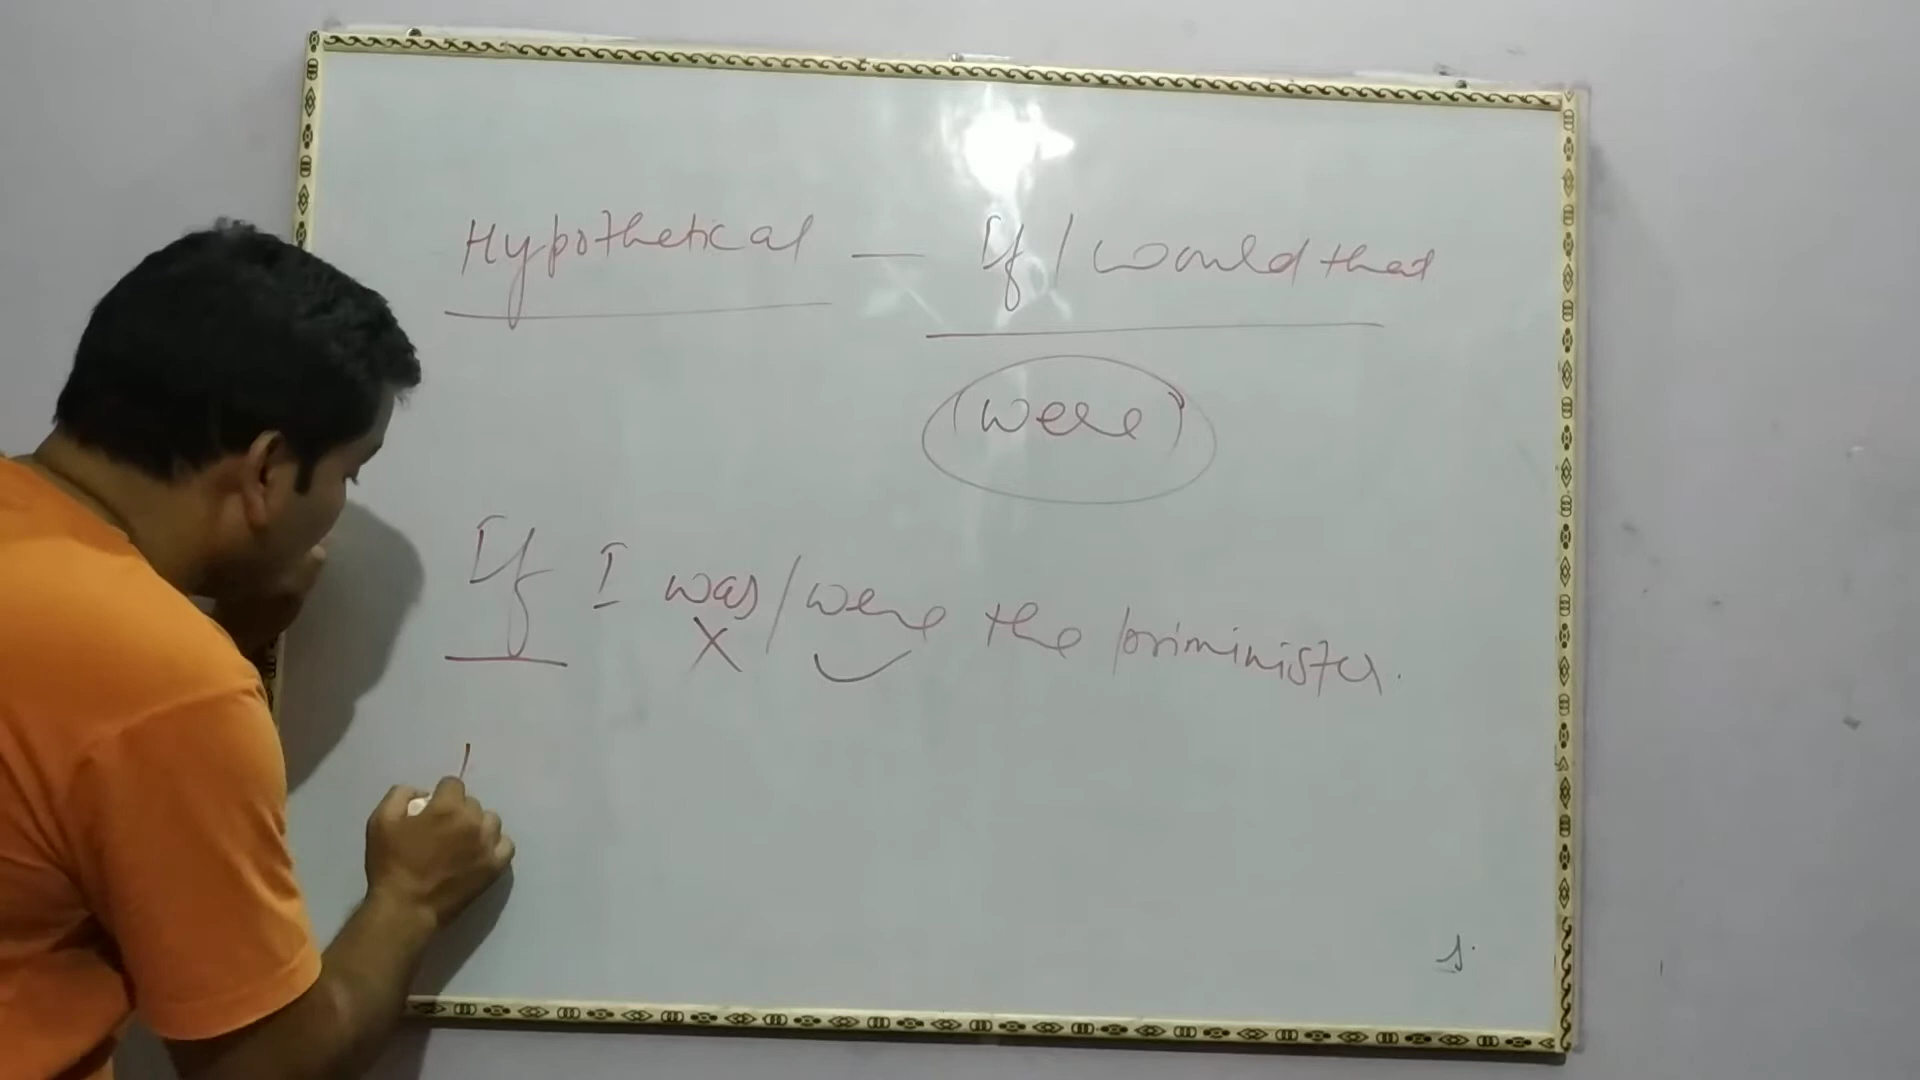 Hypothetical — If / would that
(were)
If I was / were the priminister.
X